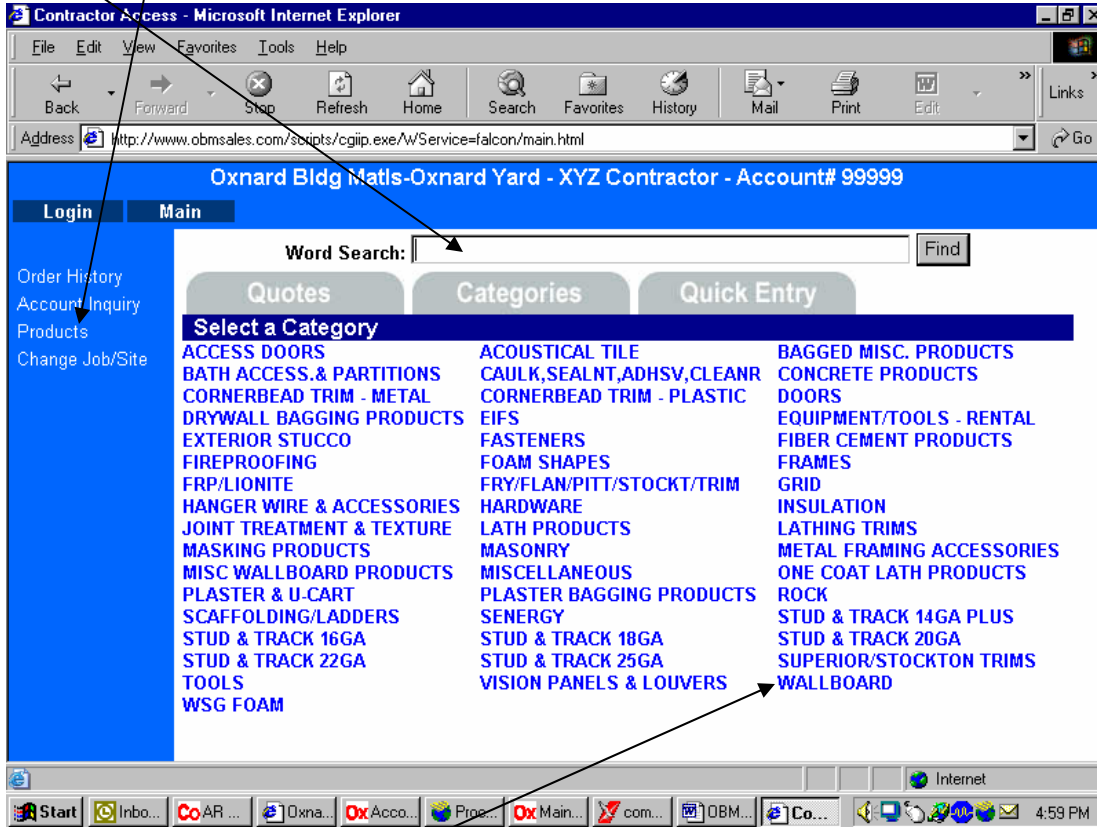 Contractor Access - Microsoft Internet Explorer
File Edit View Favorites Tools Help
Back Forward Stop Refresh Home Search Favorites History Mail Print Edit » Links »
Address http://www.obmsales.com/scripts/cgiip.exe/WService=falcon/main.html Go
Oxnard Bldg Matls-Oxnard Yard - XYZ Contractor - Account# 99999
Login Main
Word Search: Find
Order History
Account Inquiry
Products
Change Job/Site
Quotes Categories Quick Entry
Select a Category
ACCESS DOORS ACOUSTICAL TILE BAGGED MISC. PRODUCTS
BATH ACCESS.& PARTITIONS CAULK,SEALNT,ADHSV,CLEANR CONCRETE PRODUCTS
CORNERBEAD TRIM - METAL CORNERBEAD TRIM - PLASTIC DOORS
DRYWALL BAGGING PRODUCTS EIFS EQUIPMENT/TOOLS - RENTAL
EXTERIOR STUCCO FASTENERS FIBER CEMENT PRODUCTS
FIREPROOFING FOAM SHAPES FRAMES
FRP/LIONITE FRY/FLAN/PITT/STOCKT/TRIM GRID
HANGER WIRE & ACCESSORIES HARDWARE INSULATION
JOINT TREATMENT & TEXTURE LATH PRODUCTS LATHING TRIMS
MASKING PRODUCTS MASONRY METAL FRAMING ACCESSORIES
MISC WALLBOARD PRODUCTS MISCELLANEOUS ONE COAT LATH PRODUCTS
PLASTER & U-CART PLASTER BAGGING PRODUCTS ROCK
SCAFFOLDING/LADDERS SENERGY STUD & TRACK 14GA PLUS
STUD & TRACK 16GA STUD & TRACK 18GA STUD & TRACK 20GA
STUD & TRACK 22GA STUD & TRACK 25GA SUPERIOR/STOCKTON TRIMS
TOOLS VISION PANELS & LOUVERS WALLBOARD
WSG FOAM
Internet
Start Inbo... Co AR ... Oxna... Ox Acco... Proc... Ox Main... com... OBM... Co... 4:59 PM